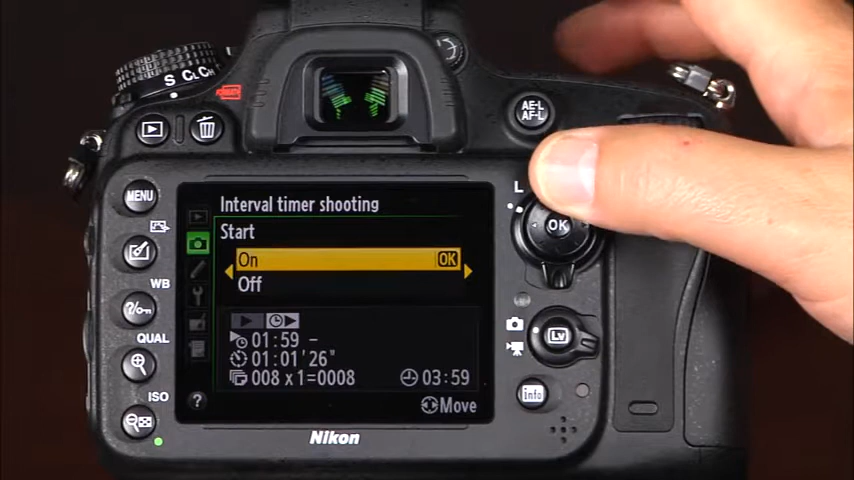 S CL CH
FORMAT
AE-L
AF-L
MENU
WB
?/
QUAL
ISO
Interval timer shooting
Start
On OK
Off
01:59 –
01:01'26"
008 x 1=0008
03:59
?
Move
L
OK
Lv
info
Nikon